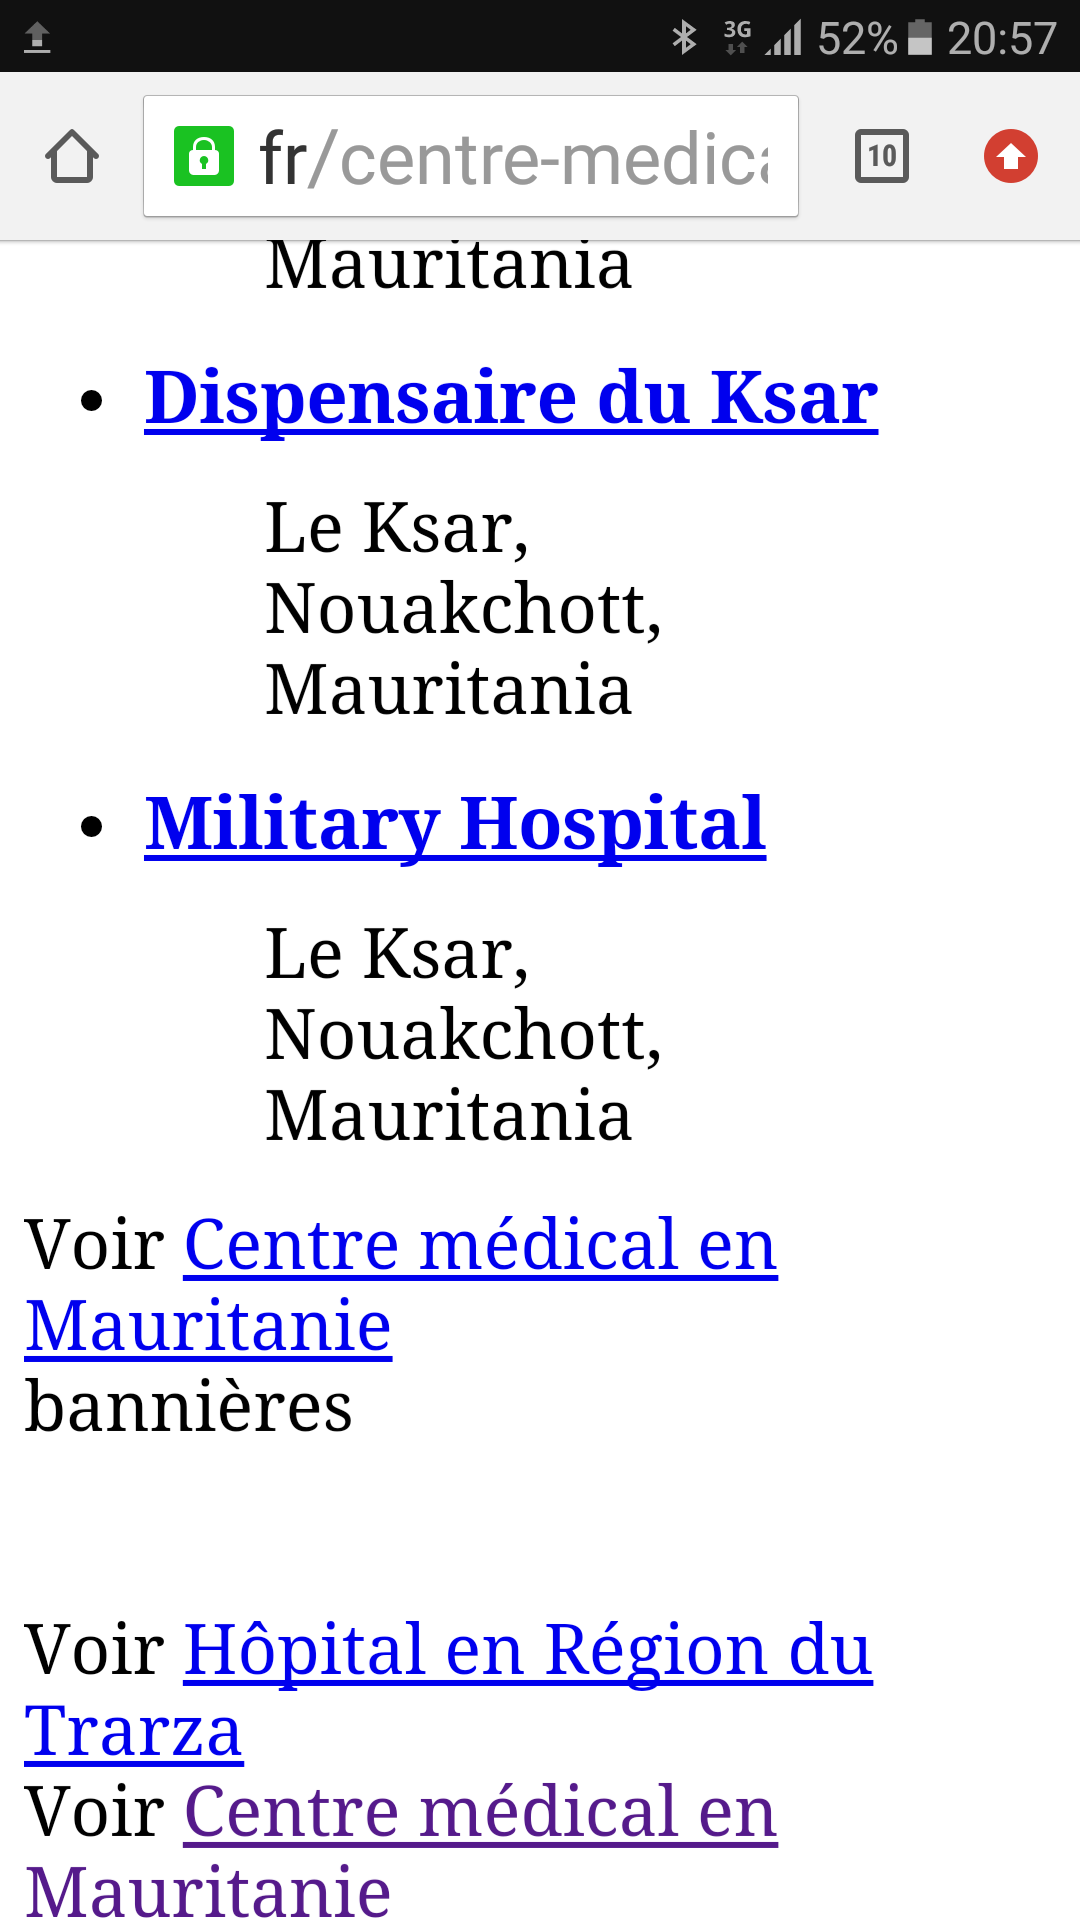 3G 52% 20:57
fr/centre-medica 10
Mauritania
Dispensaire du Ksar
Le Ksar,
Nouakchott,
Mauritania
Military Hospital
Le Ksar,
Nouakchott,
Mauritania
Voir Centre médical en
Mauritanie
bannières
Voir Hôpital en Région du
Trarza
Voir Centre médical en
Mauritanie